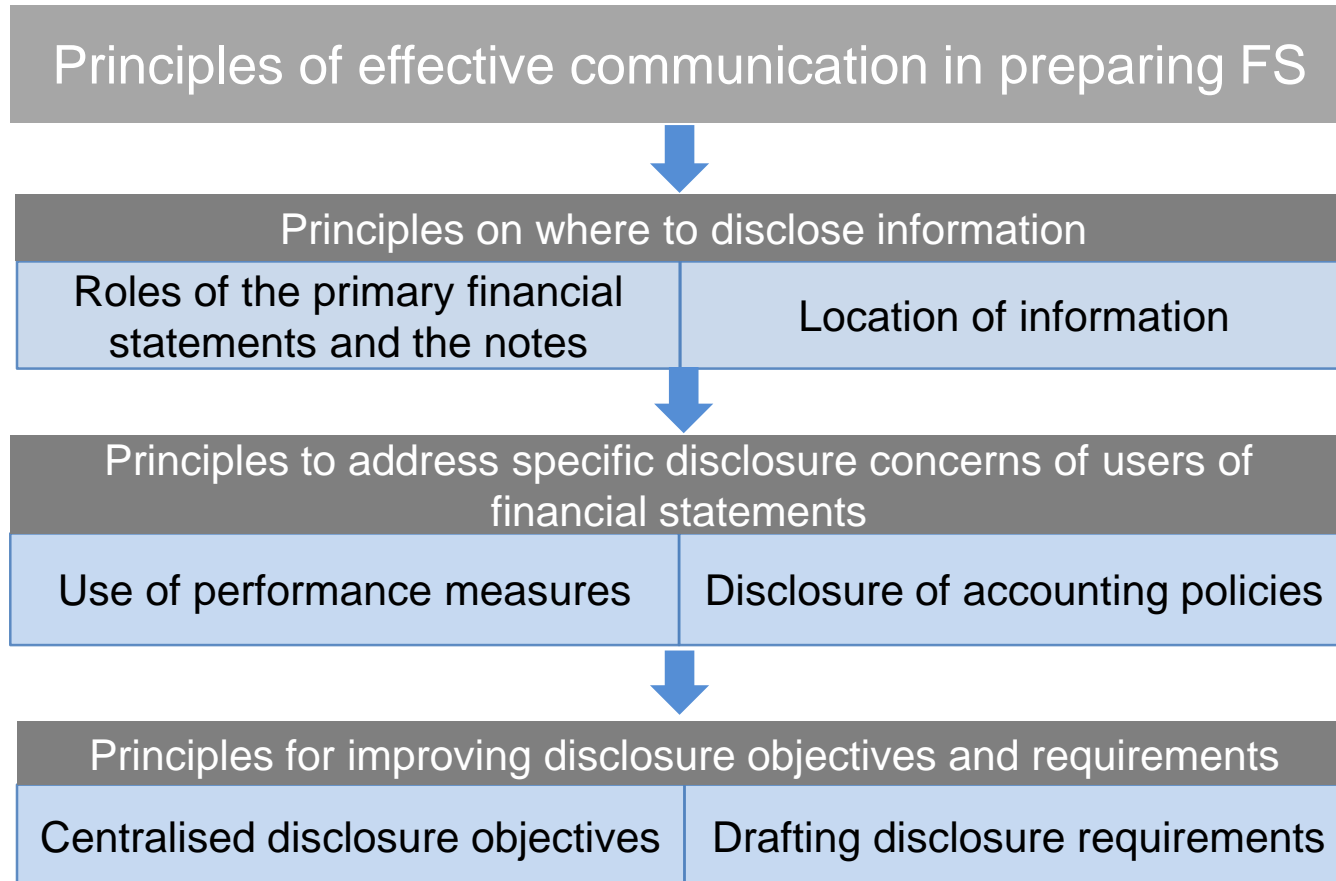 Principles of effective communication in preparing FS
Principles on where to disclose information
Roles of the primary financial
statements and the notes
Location of information
Principles to address specific disclosure concerns of users of
financial statements
Use of performance measures
Disclosure of accounting policies
Principles for improving disclosure objectives and requirements
Centralised disclosure objectives
Drafting disclosure requirements